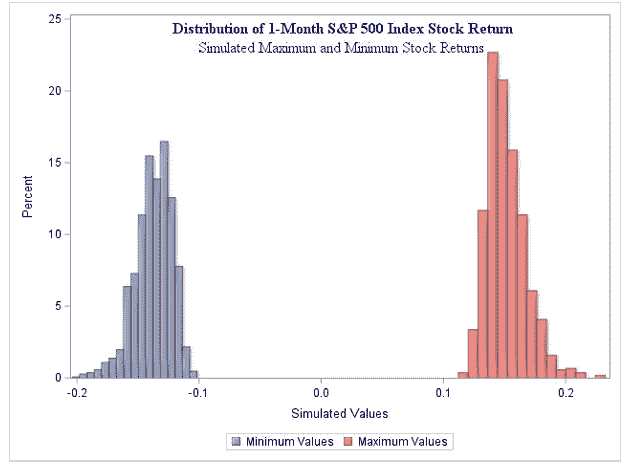 Distribution of 1-Month S&P 500 Index Stock Return
Simulated Maximum and Minimum Stock Returns
25
20
15
10
5
0
Percent
-0.2 -0.1 0.0 0.1 0.2
Simulated Values
Minimum Values Maximum Values